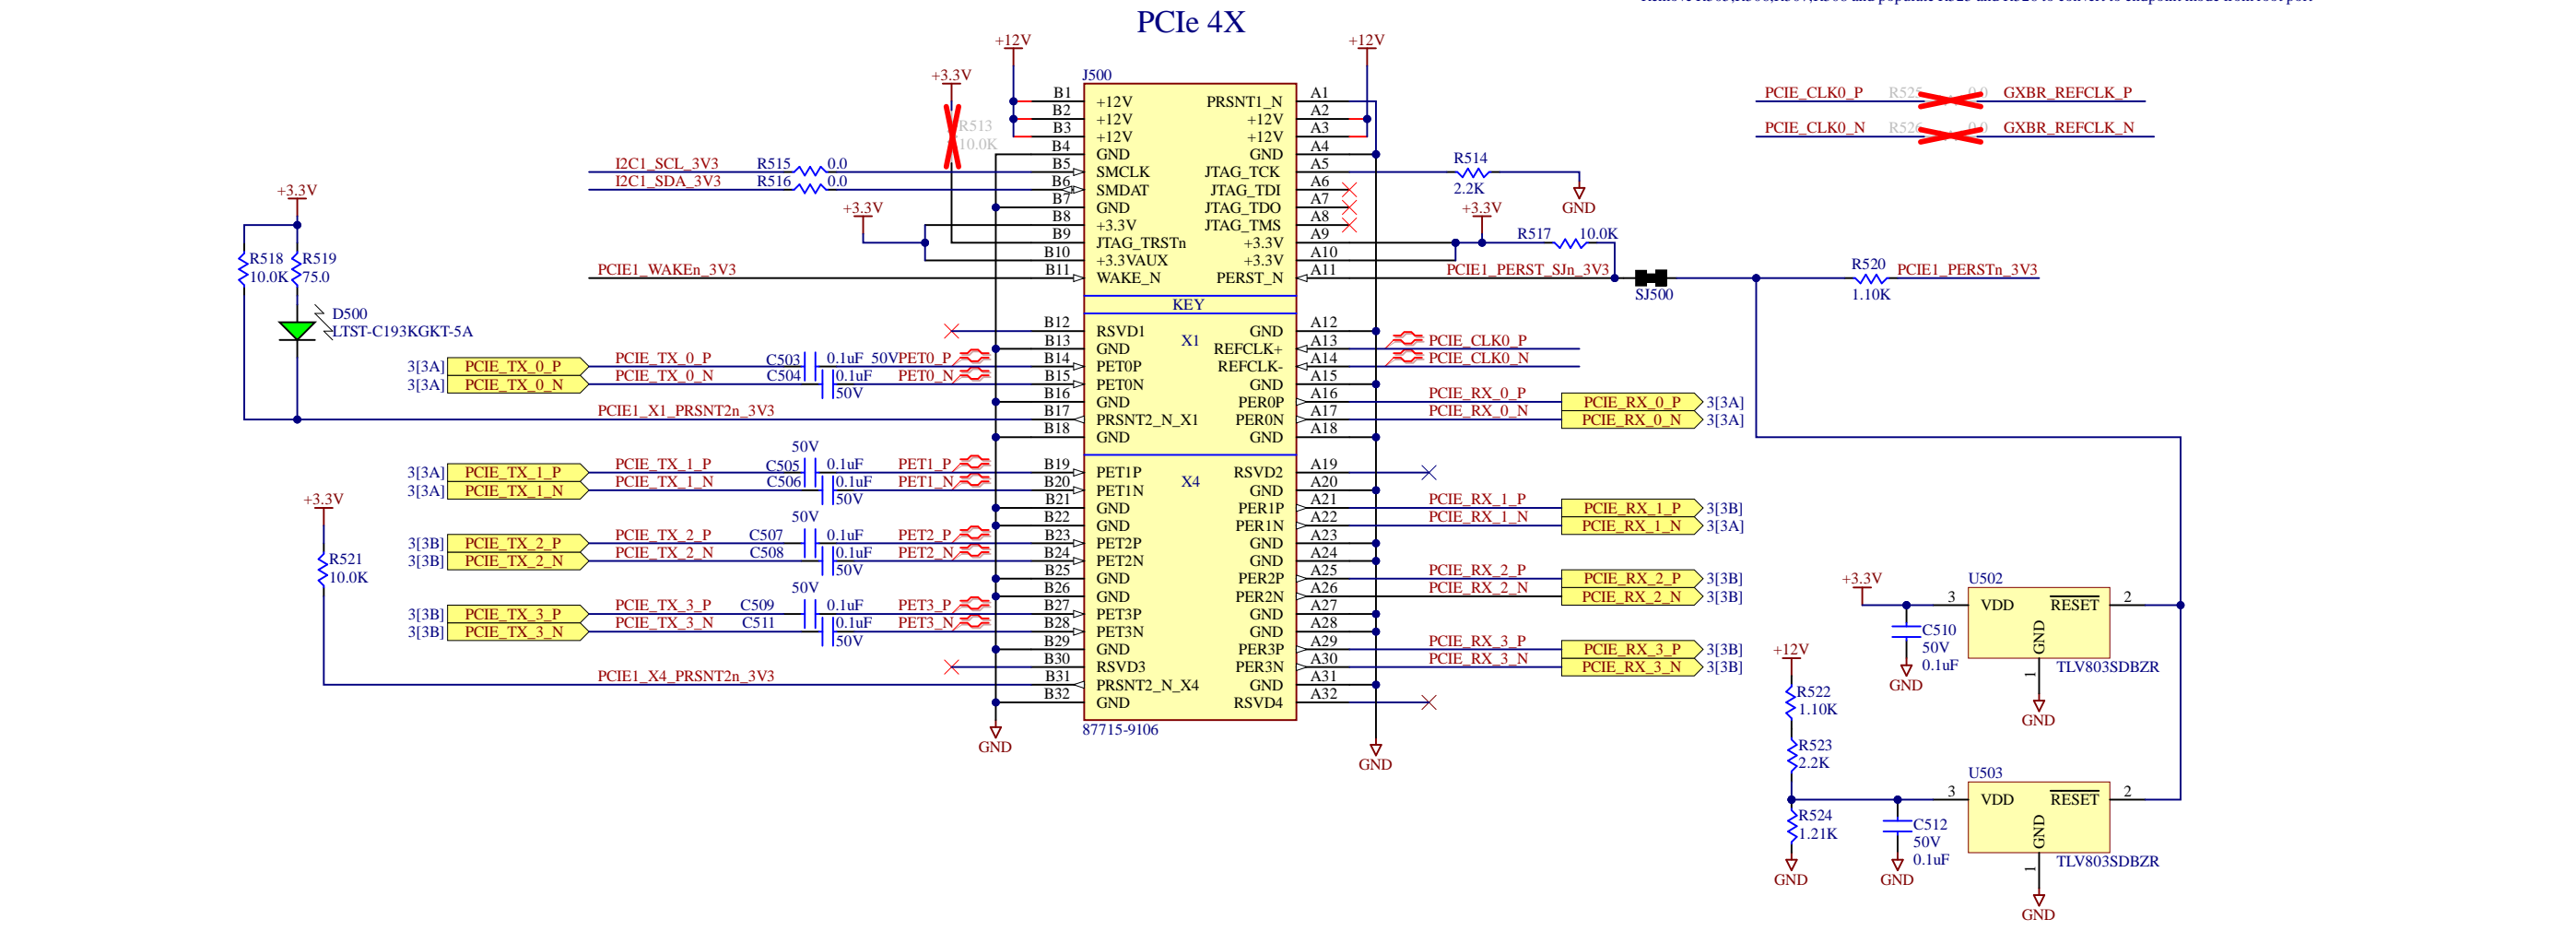 PCIe 4X
+12V
+12V
+3.3V
J500
B1 +12V PRSNT1_N A1
B2 +12V +12V A2
B3 +12V +12V A3
B4 GND GND A4
B5 SMCLK JTAG_TCK A5
B6 SMDAT JTAG_TDI A6
B7 GND JTAG_TDO A7
B8 +3.3V JTAG_TMS A8
B9 JTAG_TRSTn +3.3V A9
B10 +3.3VAUX +3.3V A10
B11 WAKE_N PERST_N A11
KEY
B12 RSVD1 GND A12
X1
B13 GND REFCLK+ A13
B14 PET0P REFCLK- A14
B15 PET0N GND A15
B16 GND PER0P A16
B17 PRSNT2_N_X1 PER0N A17
B18 GND GND A18
B19 PET1P RSVD2 A19
X4
B20 PET1N GND A20
B21 GND PER1P A21
B22 GND PER1N A22
B23 PET2P GND A23
B24 PET2N GND A24
B25 GND PER2P A25
B26 GND PER2N A26
B27 PET3P GND A27
B28 PET3N GND A28
B29 GND PER3P A29
B30 RSVD3 PER3N A30
B31 PRSNT2_N_X4 GND A31
B32 GND RSVD4 A32
87715-9106
GND
GND
R513
10.0K
I2C1_SCL_3V3 R515 0.0
I2C1_SDA_3V3 R516 0.0
+3.3V
+3.3V
R518
10.0K
R519
75.0
D500
LTST-C193KGKT-5A
PCIE1_WAKEn_3V3
3[3A] PCIE_TX_0_P PCIE_TX_0_P C503 0.1uF 50V PET0_P
3[3A] PCIE_TX_0_N PCIE_TX_0_N C504 0.1uF PET0_N
50V
PCIE1_X1_PRSNT2n_3V3
50V
3[3A] PCIE_TX_1_P PCIE_TX_1_P C505 0.1uF PET1_P
3[3A] PCIE_TX_1_N PCIE_TX_1_N C506 0.1uF PET1_N
50V
50V
3[3B] PCIE_TX_2_P PCIE_TX_2_P C507 0.1uF PET2_P
3[3B] PCIE_TX_2_N PCIE_TX_2_N C508 0.1uF PET2_N
50V
50V
3[3B] PCIE_TX_3_P PCIE_TX_3_P C509 0.1uF PET3_P
3[3B] PCIE_TX_3_N PCIE_TX_3_N C511 0.1uF PET3_N
50V
+3.3V
R521
10.0K
PCIE1_X4_PRSNT2n_3V3
PCIE_CLK0_P GXBR_REFCLK_P
PCIE_CLK0_N GXBR_REFCLK_N
R514
2.2K
GND
+3.3V
R517 10.0K
PCIE1_PERST_SJn_3V3
SJ500
R520
1.10K
PCIE1_PERSTn_3V3
PCIE_CLK0_P
PCIE_CLK0_N
PCIE_RX_0_P PCIE_RX_0_P 3[3A]
PCIE_RX_0_N PCIE_RX_0_N 3[3A]
PCIE_RX_1_P PCIE_RX_1_P 3[3B]
PCIE_RX_1_N PCIE_RX_1_N 3[3A]
PCIE_RX_2_P PCIE_RX_2_P 3[3B]
PCIE_RX_2_N PCIE_RX_2_N 3[3B]
PCIE_RX_3_P PCIE_RX_3_P 3[3B]
PCIE_RX_3_N PCIE_RX_3_N 3[3B]
+3.3V
U502
3 VDD RESET 2
GND
1
TLV803SDBZR
C510
50V
0.1uF
GND
GND
+12V
R522
1.10K
R523
2.2K
R524
1.21K
GND
U503
3 VDD RESET 2
GND
1
TLV803SDBZR
C512
50V
0.1uF
GND
GND